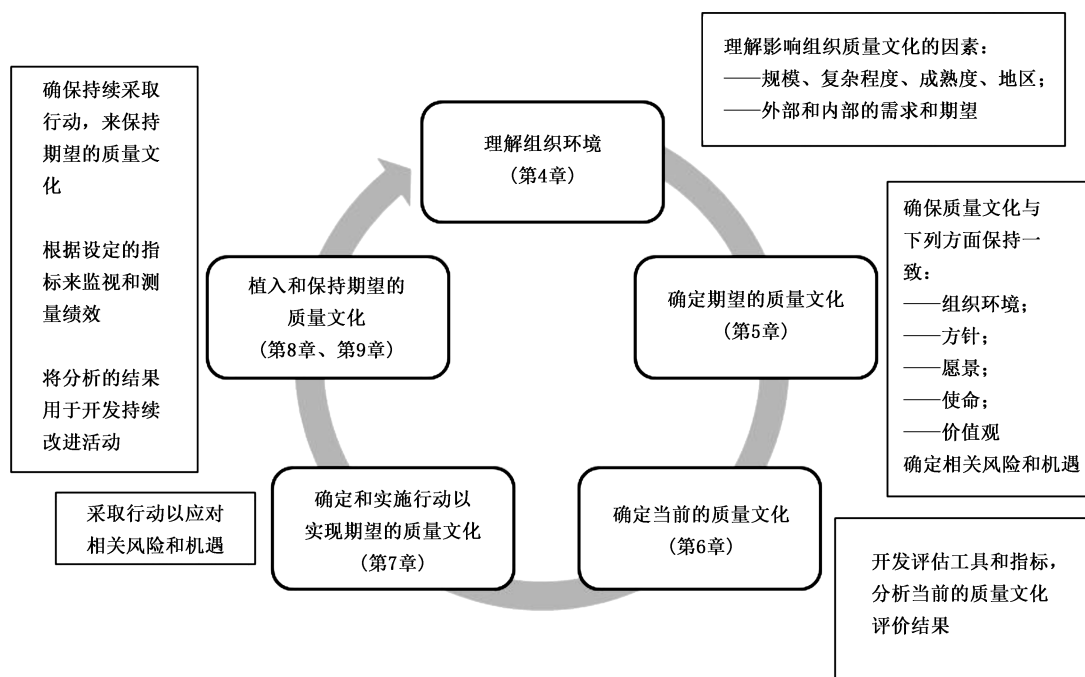 理解影响组织质量文化的因素：
——规模、复杂程度、成熟度、地区；
——外部和内部的需求和期望
理解组织环境
(第4章)
确保质量文化与
下列方面保持一
致：
——组织环境；
——方针；
——愿景；
——使命；
——价值观
确定相关风险和机遇
确定期望的质量文化
(第5章)
确定当前的质量文化
(第6章)
开发评估工具和指标，
分析当前的质量文化
评价结果
确定和实施行动以
实现期望的质量文化
(第7章)
采取行动以应对
相关风险和机遇
植入和保持期望的
质量文化
(第8章、第9章)
确保持续采取
行动，来保持
期望的质量文
化
根据设定的指
标来监视和测
量绩效
将分析的结果
用于开发持续
改进活动